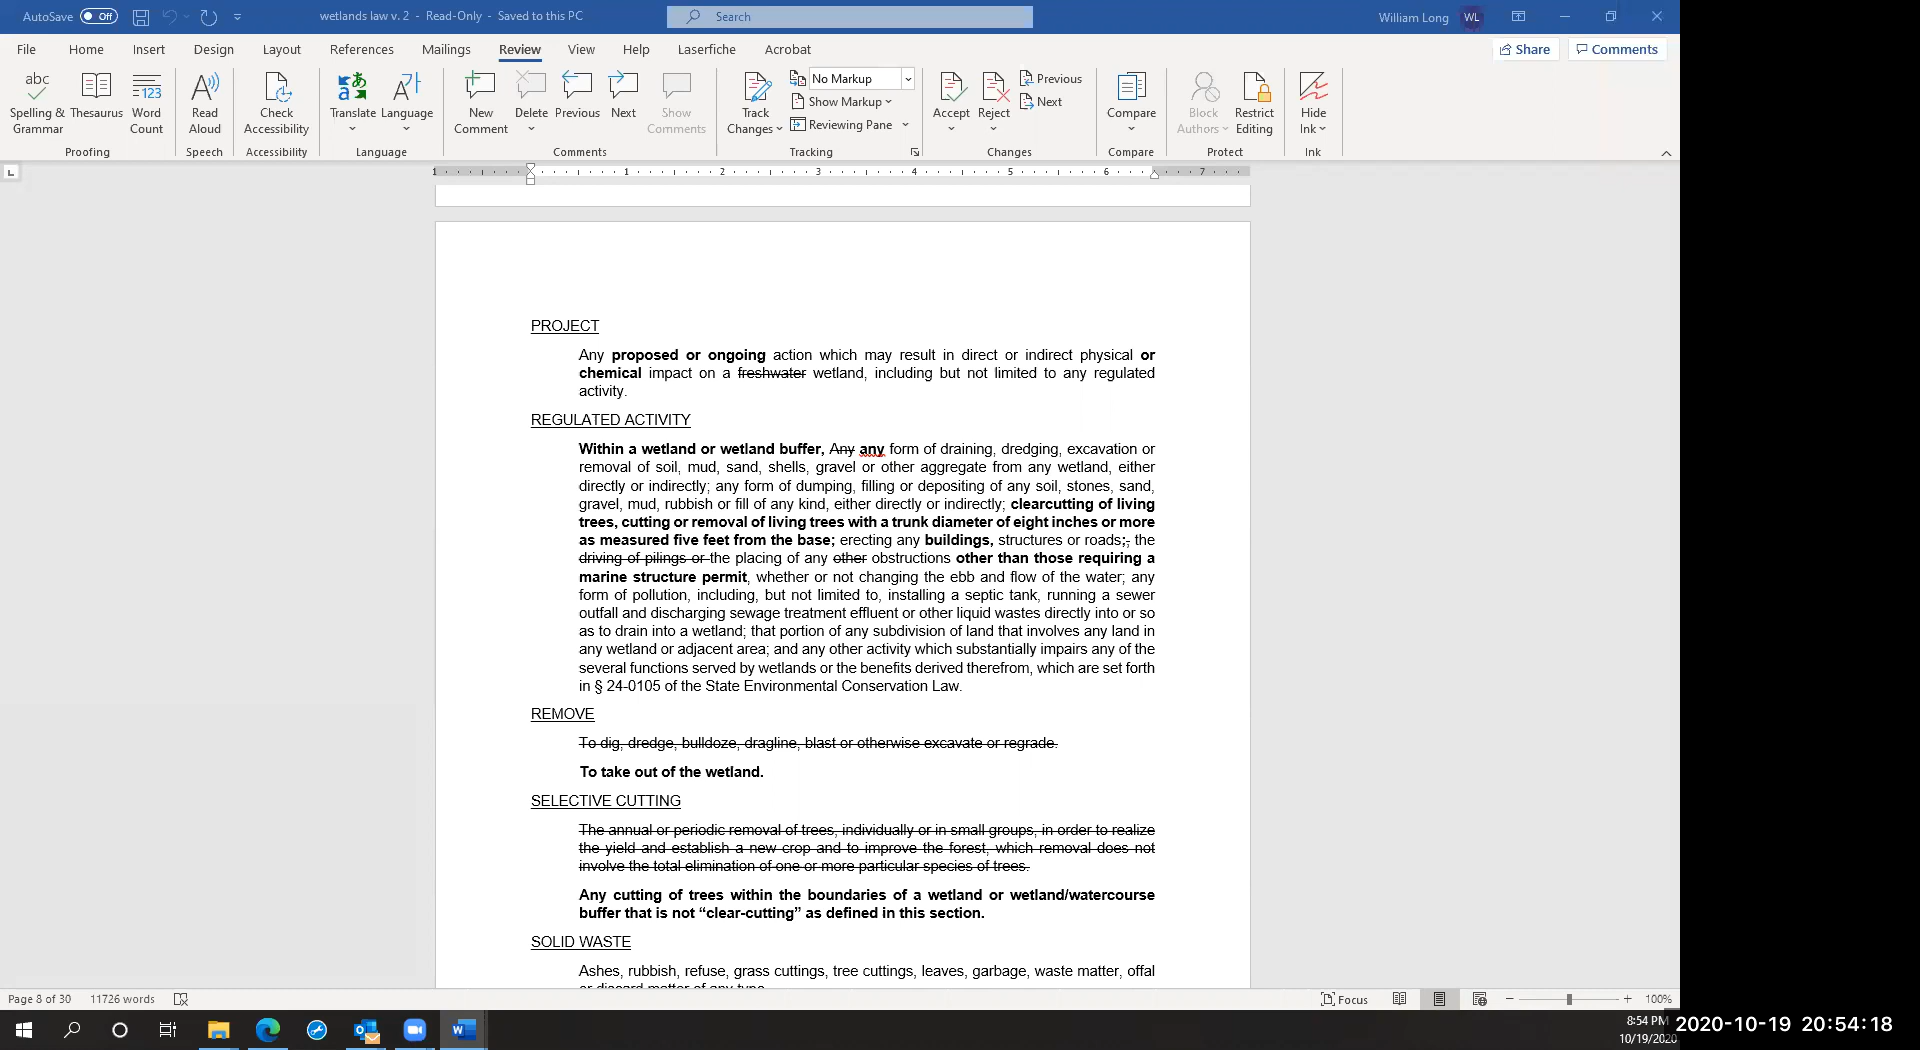 AutoSave Off wetlands law v. 2 - Read-Only - Saved to this PC Search William Long WL
File Home Insert Design Layout References Mailings Review View Help Laserfiche Acrobat Share Comments
abc
Spelling & Grammar
Thesaurus
123
Word Count
Proofing
Read Aloud
Speech
Check Accessibility
Accessibility
Translate
Language
Language
New Comment
Delete
Previous
Next
Show Comments
Comments
Track Changes
No Markup
Show Markup
Reviewing Pane
Tracking
Accept
Reject
Previous
Next
Changes
Compare
Compare
Block Authors
Restrict Editing
Protect
Hide Ink
Ink
1 1 2 3 4 5 6 7
PROJECT
Any proposed or ongoing action which may result in direct or indirect physical or
chemical impact on a freshwater wetland, including but not limited to any regulated
activity.
REGULATED ACTIVITY
Within a wetland or wetland buffer, Any any form of draining, dredging, excavation or
removal of soil, mud, sand, shells, gravel or other aggregate from any wetland, either
directly or indirectly; any form of dumping, filling or depositing of any soil, stones, sand,
gravel, mud, rubbish or fill of any kind, either directly or indirectly; clearcutting of living
trees, cutting or removal of living trees with a trunk diameter of eight inches or more
as measured five feet from the base; erecting any buildings, structures or roads;, the
driving of pilings or the placing of any other obstructions other than those requiring a
marine structure permit, whether or not changing the ebb and flow of the water; any
form of pollution, including, but not limited to, installing a septic tank, running a sewer
outfall and discharging sewage treatment effluent or other liquid wastes directly into or so
as to drain into a wetland; that portion of any subdivision of land that involves any land in
any wetland or adjacent area; and any other activity which substantially impairs any of the
several functions served by wetlands or the benefits derived therefrom, which are set forth
in § 24-0105 of the State Environmental Conservation Law.
REMOVE
To dig, dredge, bulldoze, dragline, blast or otherwise excavate or regrade.
To take out of the wetland.
SELECTIVE CUTTING
The annual or periodic removal of trees, individually or in small groups, in order to realize
the yield and establish a new crop and to improve the forest, which removal does not
involve the total elimination of one or more particular species of trees.
Any cutting of trees within the boundaries of a wetland or wetland/watercourse
buffer that is not “clear-cutting” as defined in this section.
SOLID WASTE
Ashes, rubbish, refuse, grass cuttings, tree cuttings, leaves, garbage, waste matter, offal
or discard matter of any type
Page 8 of 30 11726 words Focus 100%
8:54 PM
10/19/2020
2020-10-19 20:54:18